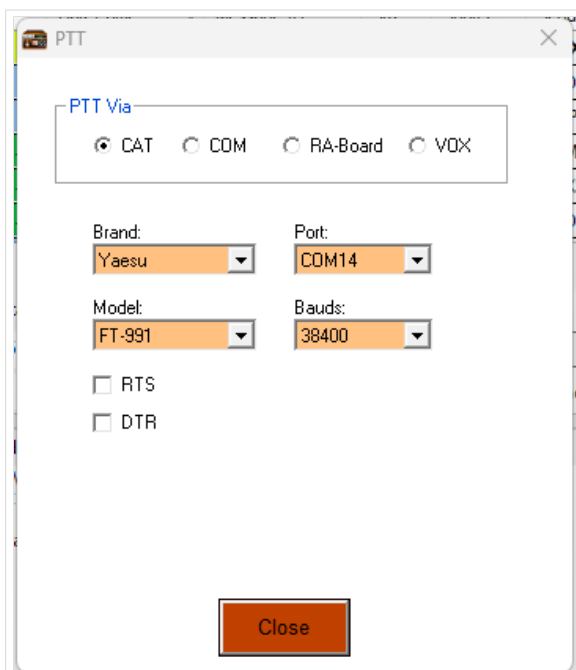 PTT
PTT Via
CAT COM RA-Board VOX
Brand: Port:
Yaesu COM14
Model: Bauds:
FT-991 38400
RTS
DTR
Close